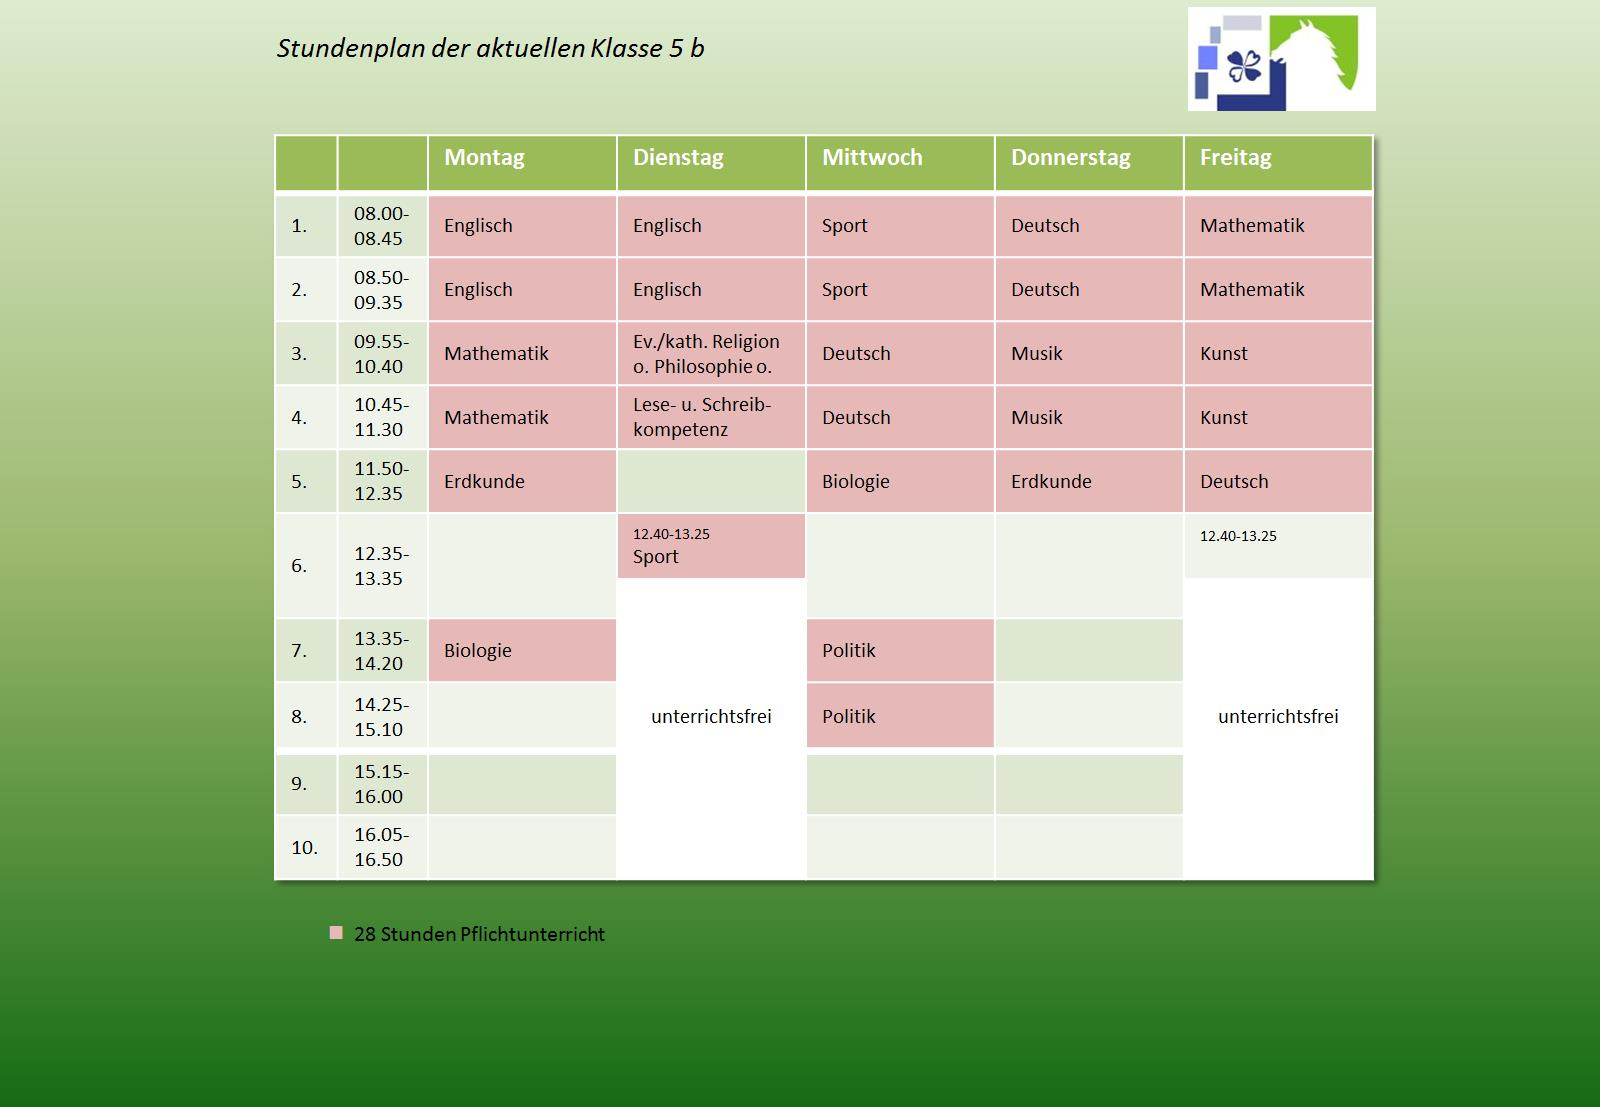 Stundenplan der aktuellen Klasse 5 b
Montag Dienstag Mittwoch Donnerstag Freitag
1. 08.00-08.45 Englisch Englisch Sport Deutsch Mathematik
2. 08.50-09.35 Englisch Englisch Sport Deutsch Mathematik
3. 09.55-10.40 Mathematik Ev./kath. Religion o. Philosophie o. Deutsch Musik Kunst
4. 10.45-11.30 Mathematik Lese- u. Schreib-kompetenz Deutsch Musik Kunst
5. 11.50-12.35 Erdkunde Biologie Erdkunde Deutsch
6. 12.35-13.35 12.40-13.25 Sport 12.40-13.25
7. 13.35-14.20 Biologie Politik
8. 14.25-15.10 unterrichtsfrei Politik unterrichtsfrei
9. 15.15-16.00
10. 16.05-16.50
28 Stunden Pflichtunterricht